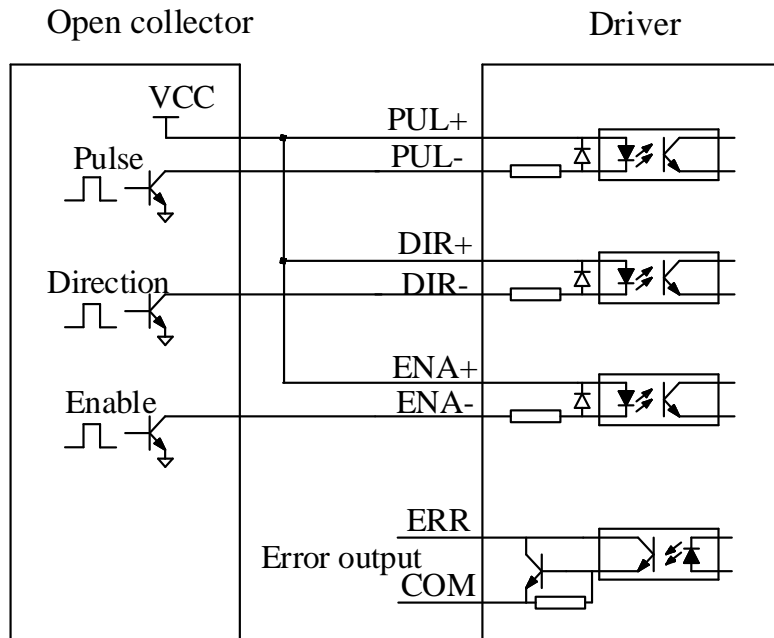 Open collector
Driver
VCC
PUL+
Pulse
PUL-
DIR+
Direction
DIR-
ENA+
Enable
ENA-
ERR
Error output
COM